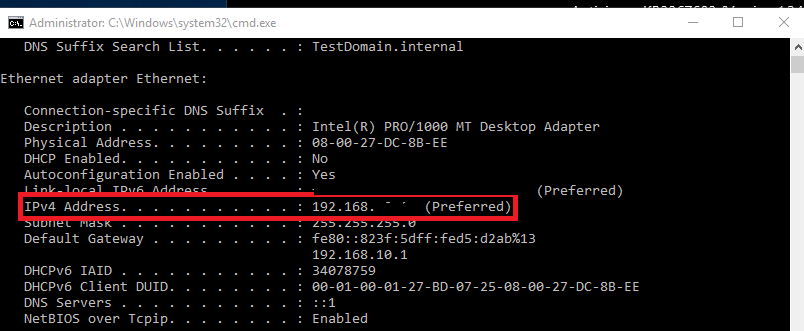 Administrator: C:\Windows\system32\cmd.exe
DNS Suffix Search List. . . . . . : TestDomain.internal
Ethernet adapter Ethernet:
Connection-specific DNS Suffix . :
Description . . . . . . . . . . . : Intel(R) PRO/1000 MT Desktop Adapter
Physical Address. . . . . . . . . : 08-00-27-DC-8B-EE
DHCP Enabled. . . . . . . . . . . : No
Autoconfiguration Enabled . . . . : Yes
Link-local IPv6 Address . . . . . : (Preferred)
IPv4 Address. . . . . . . . . . . : 192.168. (Preferred)
Subnet Mask . . . . . . . . . . . : 255.255.255.0
Default Gateway . . . . . . . . . : fe80::823f:5dff:fed5:d2ab%13
192.168.10.1
DHCPv6 IAID . . . . . . . . . . . : 34078759
DHCPv6 Client DUID. . . . . . . . : 00-01-00-01-27-BD-07-25-08-00-27-DC-8B-EE
DNS Servers . . . . . . . . . . . : ::1
NetBIOS over Tcpip. . . . . . . . : Enabled